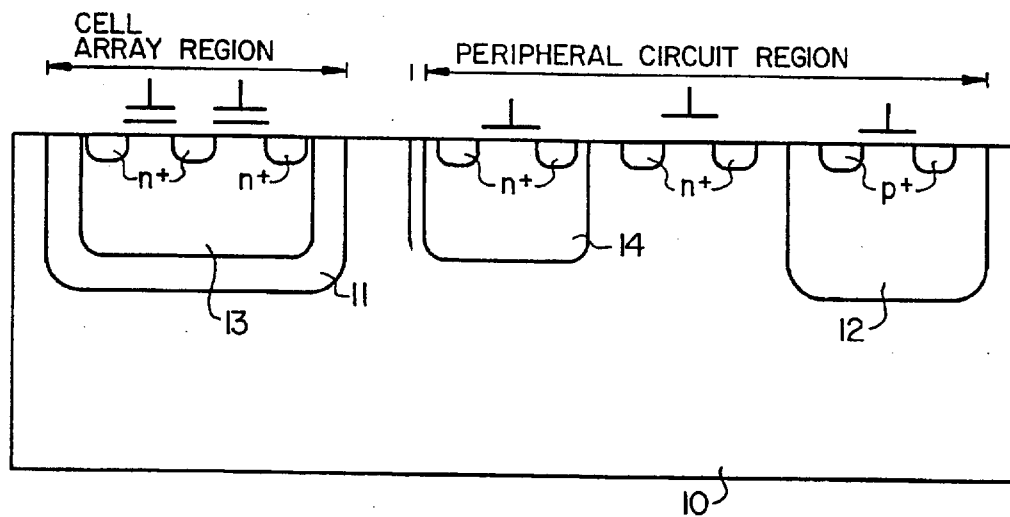 CELL
ARRAY REGION
PERIPHERAL CIRCUIT REGION
n+ n+ n+ n+ p+
14
11
13 12
10